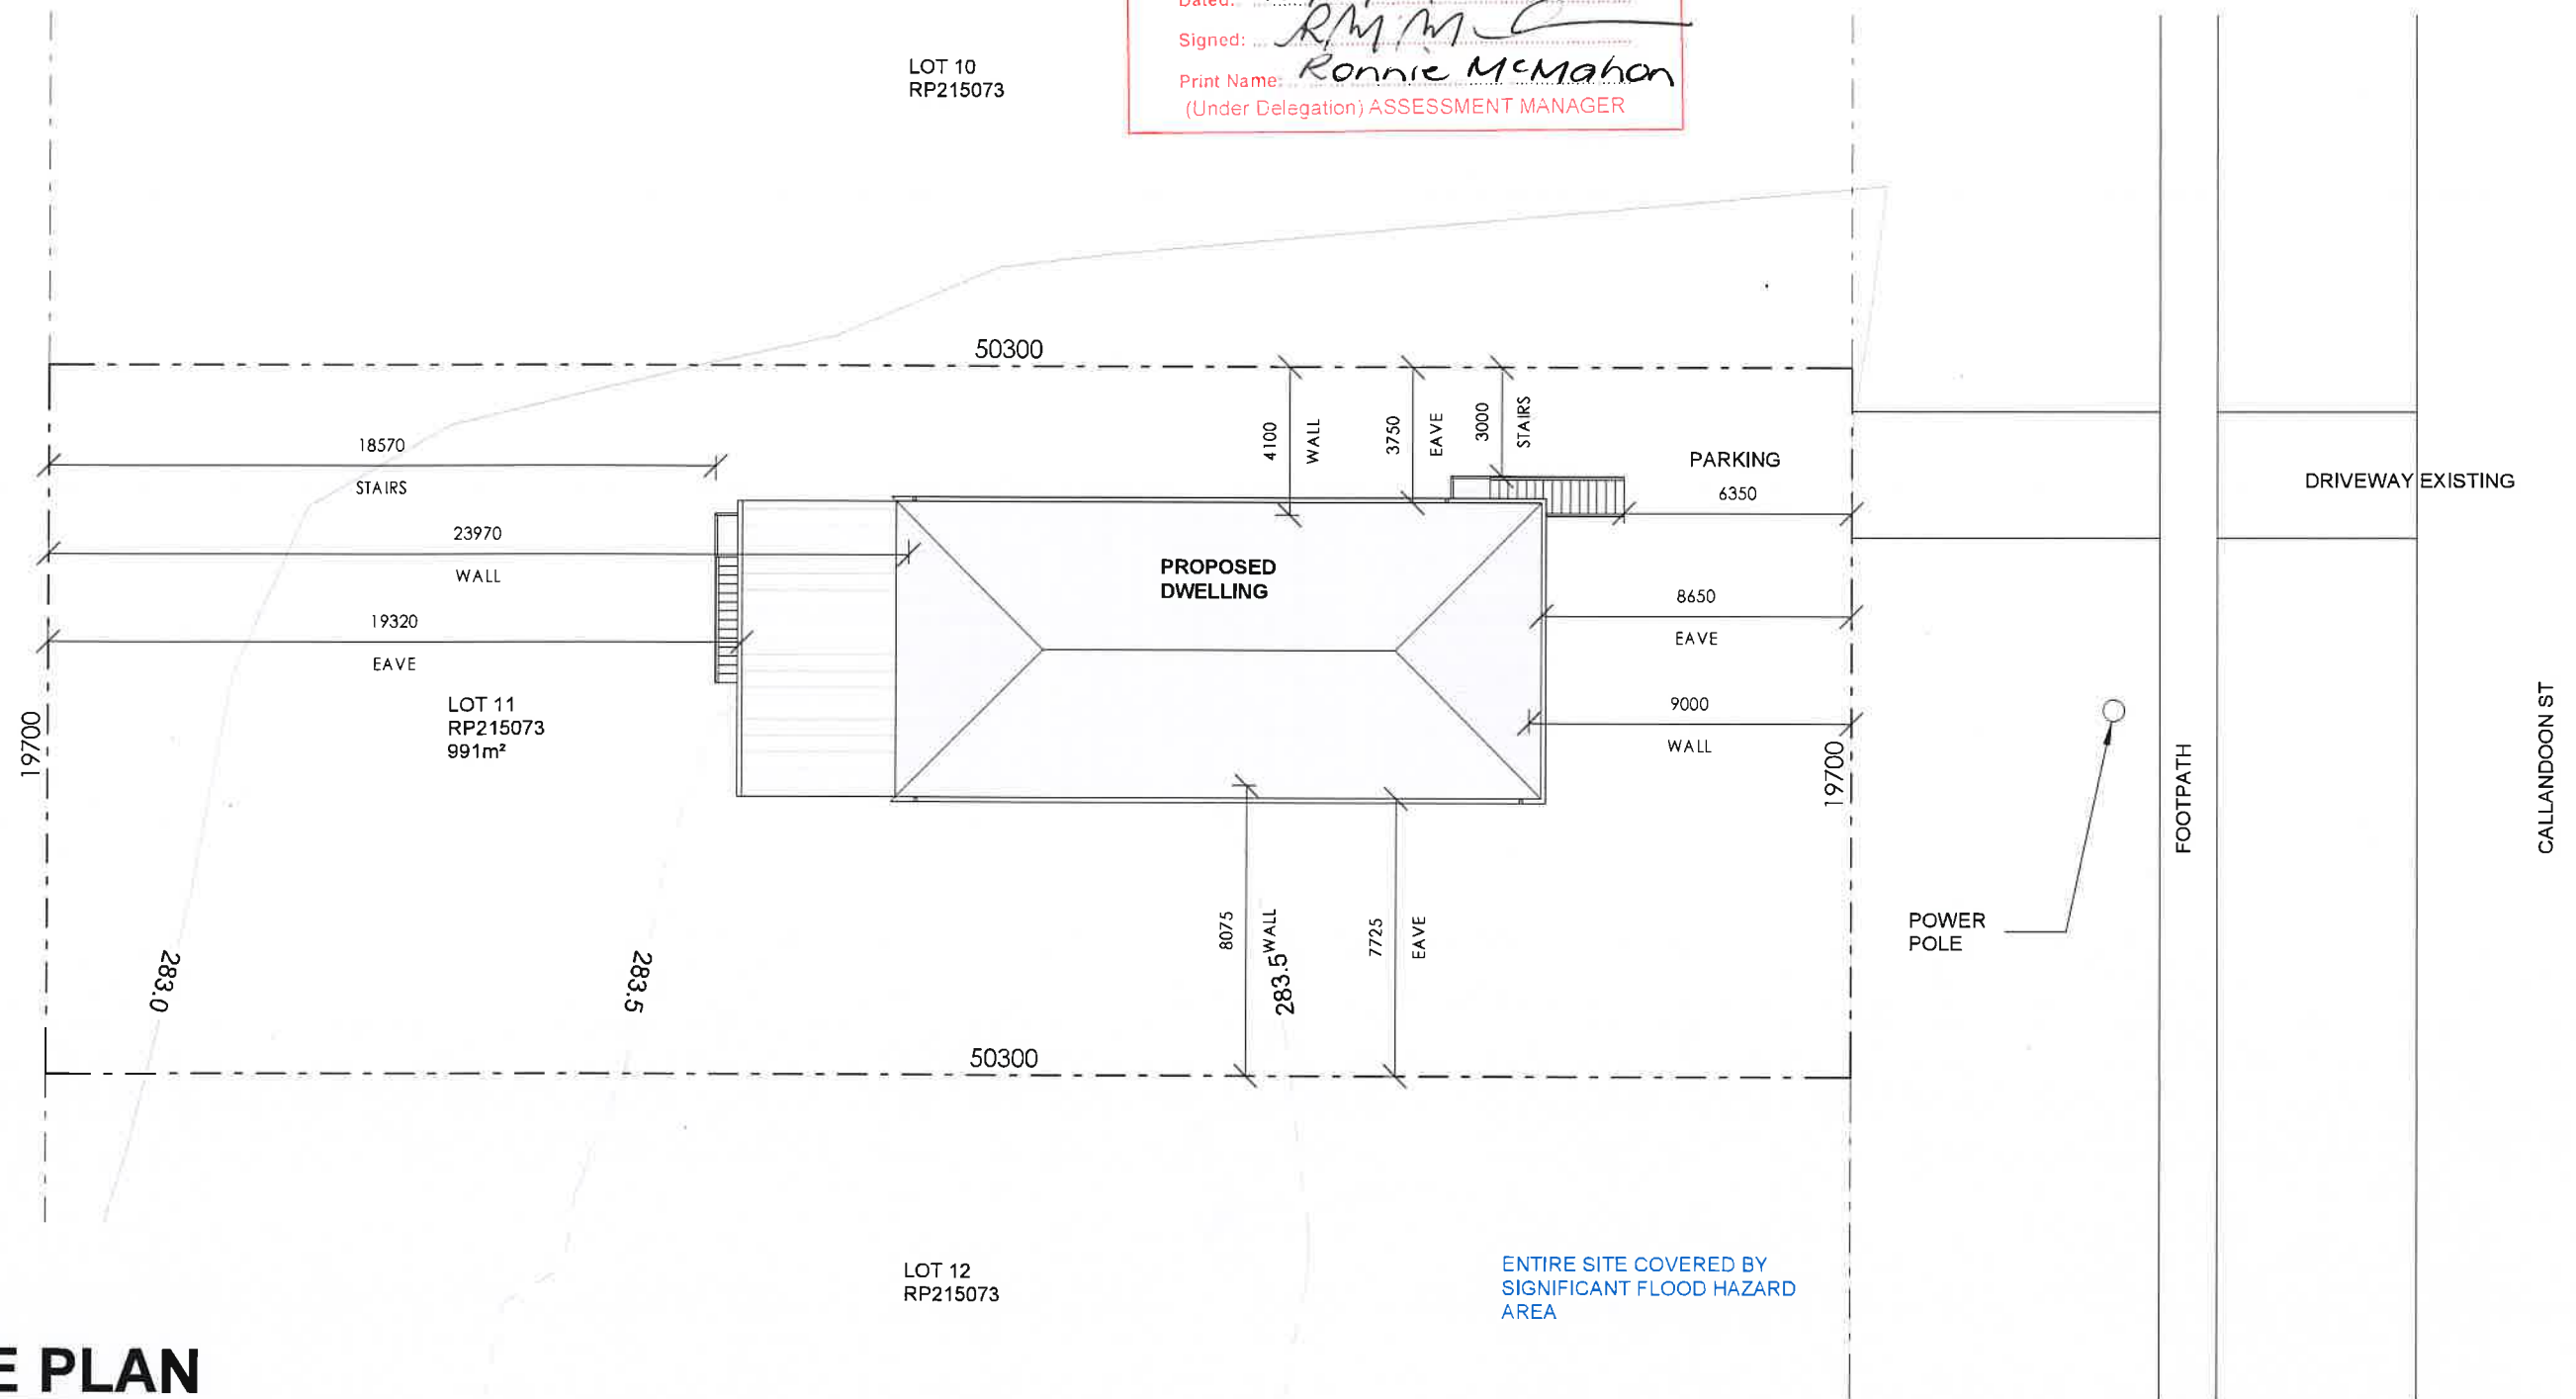 Dated:
Signed:
Print Name: Ronnie McMahon
(Under Delegation) ASSESSMENT MANAGER
LOT 10
RP215073
50300
18570
STAIRS
23970
WALL
19320
EAVE
4100
WALL
3750
EAVE
3000
STAIRS
PARKING
6350
DRIVEWAY EXISTING
PROPOSED
DWELLING
8650
EAVE
9000
WALL
LOT 11
RP215073
991m²
19700
19700
FOOTPATH
CALLANDOON ST
POWER
POLE
8075
WALL
7725
EAVE
283.0
283.5
283.5
50300
LOT 12
RP215073
ENTIRE SITE COVERED BY
SIGNIFICANT FLOOD HAZARD
AREA
E PLAN